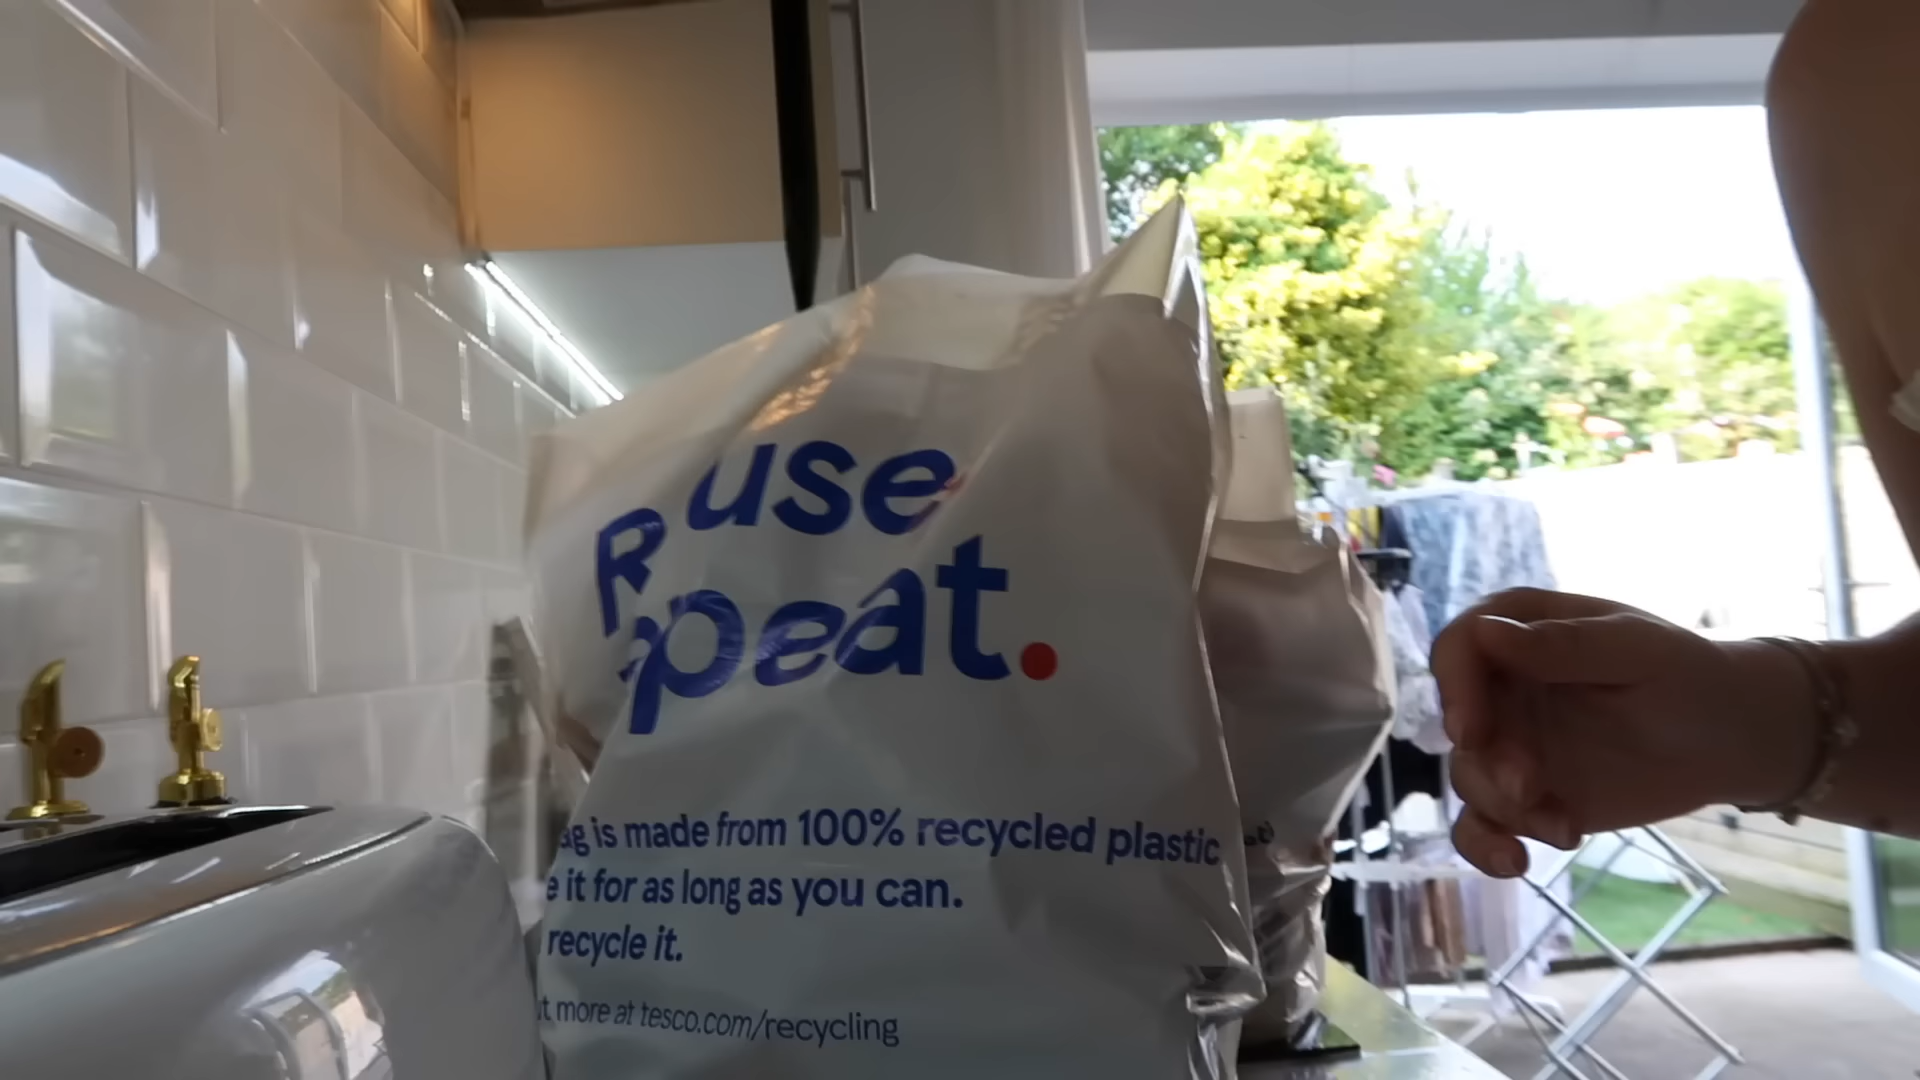 R use
peat.
ag is made from 100% recycled plastic
e it for as long as you can.
recycle it.
t more at tesco.com/recycling